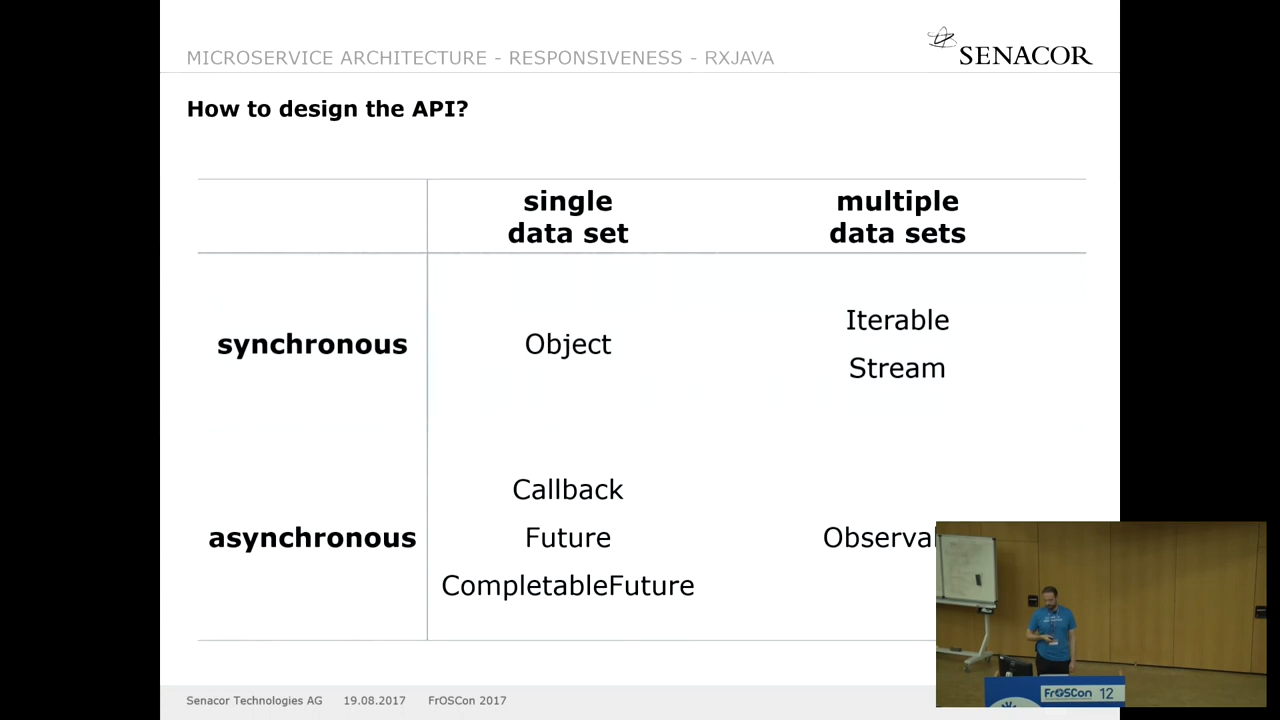 MICROSERVICE ARCHITECTURE - RESPONSIVENESS - RXJAVA
SENACOR
How to design the API?
single
data set
multiple
data sets
synchronous
Object
Iterable
Stream
asynchronous
Callback
Future
CompletableFuture
Senacor Technologies AG 19.08.2017 FrOSCon 2017
FrOSCon 12